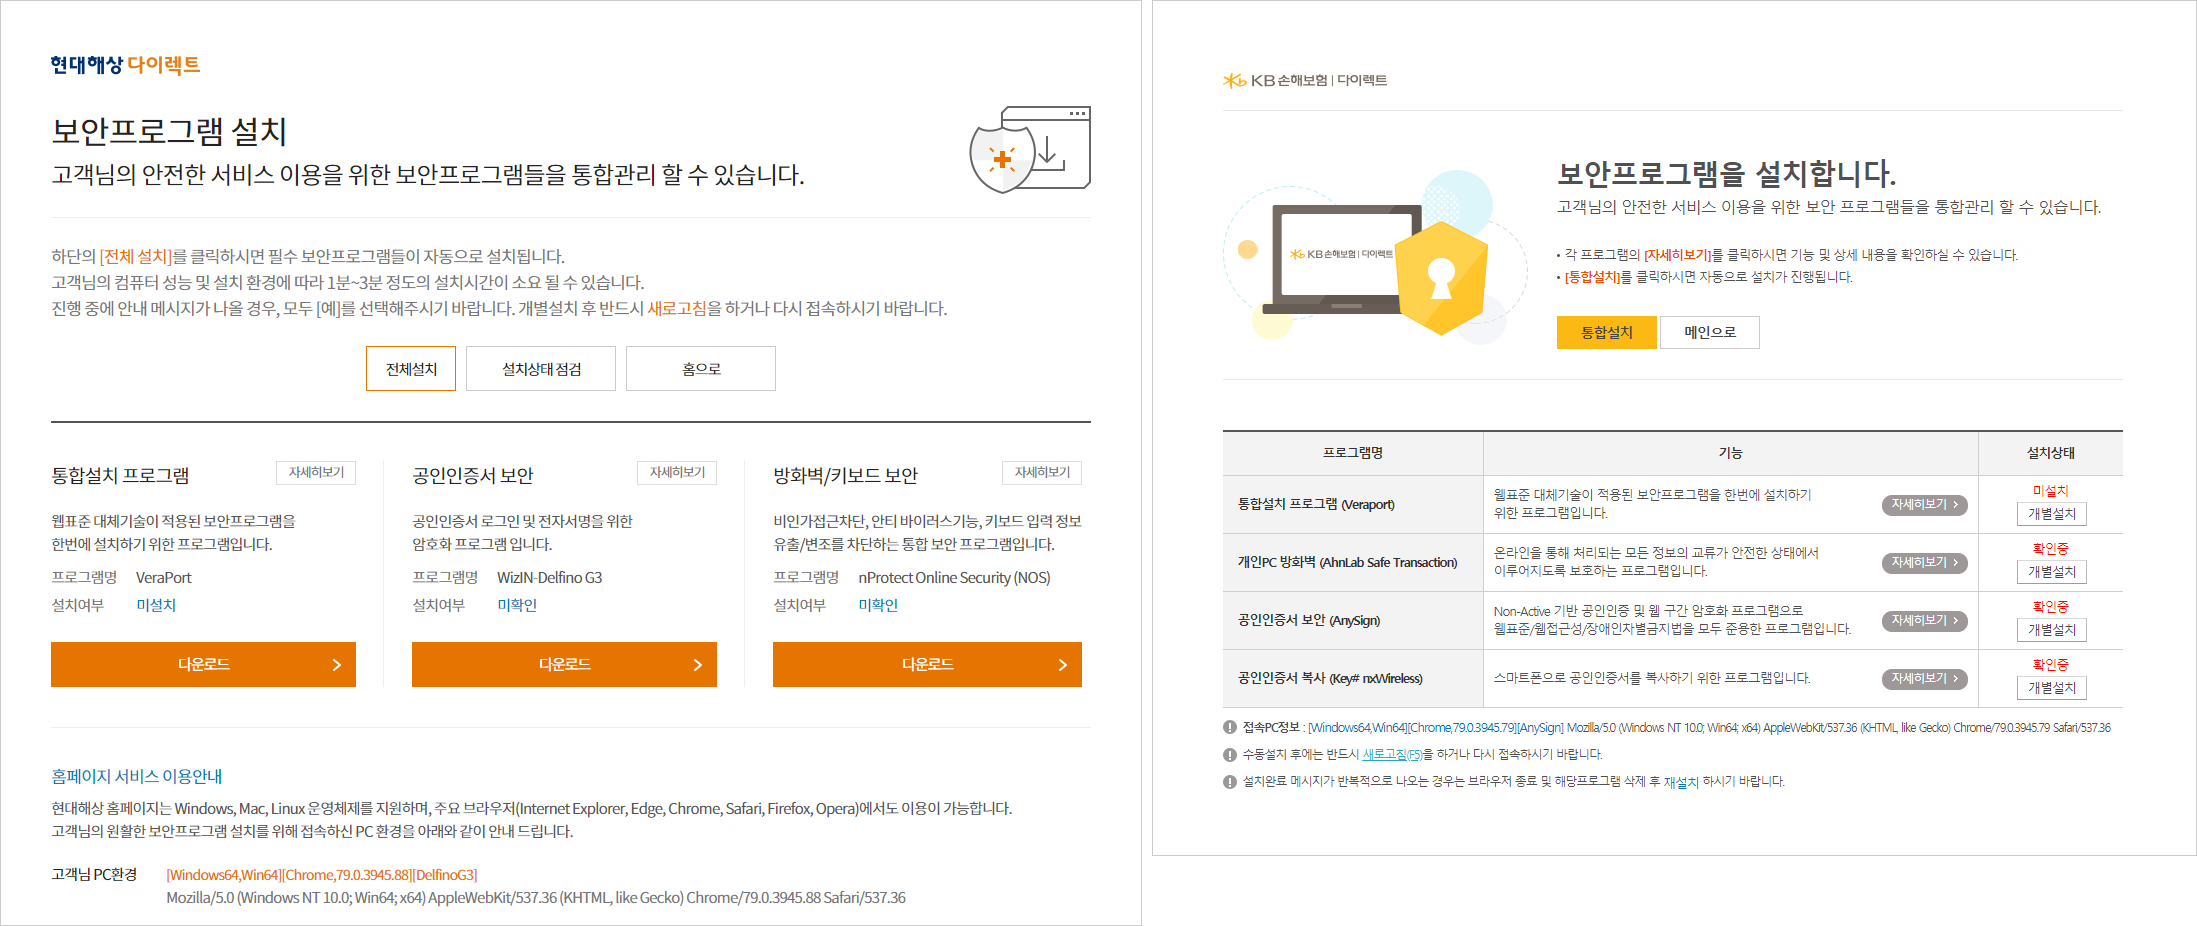 현대해상 다이렉트
보안프로그램 설치
고객님의 안전한 서비스 이용을 위한 보안프로그램들을 통합관리 할 수 있습니다.
하단의 [전체 설치]를 클릭하시면 필수 보안프로그램들이 자동으로 설치됩니다.
고객님의 컴퓨터 성능 및 설치 환경에 따라 1분~3분 정도의 설치시간이 소요 될 수 있습니다.
진행 중에 안내 메시지가 나올 경우, 모두 [예]를 선택해주시기 바랍니다. 개별설치 후 반드시 새로고침을 하거나 다시 접속하시기 바랍니다.
전체설치
설치상태 점검
홈으로
통합설치 프로그램
자세히보기
웹표준 대체기술이 적용된 보안프로그램을
한번에 설치하기 위한 프로그램입니다.
프로그램명 VeraPort
설치여부 미설치
다운로드
공인인증서 보안
자세히보기
공인인증서 로그인 및 전자서명을 위한
암호화 프로그램 입니다.
프로그램명 WizIN-Delfino G3
설치여부 미확인
다운로드
방화벽/키보드 보안
자세히보기
비인가접근차단, 안티 바이러스기능, 키보드 입력 정보
유출/변조를 차단하는 통합 보안 프로그램입니다.
프로그램명 nProtect Online Security (NOS)
설치여부 미확인
다운로드
홈페이지 서비스 이용안내
현대해상 홈페이지는 Windows, Mac, Linux 운영체제를 지원하며, 주요 브라우저(Internet Explorer, Edge, Chrome, Safari, Firefox, Opera)에서도 이용이 가능합니다.
고객님의 원활한 보안프로그램 설치를 위해 접속하신 PC 환경을 아래와 같이 안내 드립니다.
고객님 PC환경 [Windows64,Win64][Chrome,79.0.3945.88][DelfinoG3]
Mozilla/5.0 (Windows NT 10.0; Win64; x64) AppleWebKit/537.36 (KHTML, like Gecko) Chrome/79.0.3945.88 Safari/537.36
KB손해보험 | 다이렉트
KB손해보험 | 다이렉트
보안프로그램을 설치합니다.
고객님의 안전한 서비스 이용을 위한 보안 프로그램들을 통합관리 할 수 있습니다.
• 각 프로그램의 [자세히보기]를 클릭하시면 기능 및 상세 내용을 확인하실 수 있습니다.
• [통합설치]를 클릭하시면 자동으로 설치가 진행됩니다.
통합설치
메인으로
프로그램명 기능 설치상태
통합설치 프로그램 (Veraport)
웹표준 대체기술이 적용된 보안프로그램을 한번에 설치하기
위한 프로그램입니다.
자세히보기
미설치
개별설치
개인PC 방화벽 (AhnLab Safe Transaction)
온라인을 통해 처리되는 모든 정보의 교류가 안전한 상태에서
이루어지도록 보호하는 프로그램입니다.
자세히보기
확인중
개별설치
공인인증서 보안 (AnySign)
Non-Active 기반 공인인증 및 웹 구간 암호화 프로그램으로
웹표준/웹접근성/장애인차별금지법을 모두 준용한 프로그램입니다.
자세히보기
확인중
개별설치
공인인증서 복사 (Key# nxWireless)
스마트폰으로 공인인증서를 복사하기 위한 프로그램입니다.
자세히보기
확인중
개별설치
접속PC정보 : [Windows64,Win64][Chrome,79.0.3945.79][AnySign] Mozilla/5.0 (Windows NT 10.0; Win64; x64) AppleWebKit/537.36 (KHTML, like Gecko) Chrome/79.0.3945.79 Safari/537.36
수동설치 후에는 반드시 새로고침(F5)을 하거나 다시 접속하시기 바랍니다.
설치완료 메시지가 반복적으로 나오는 경우는 브라우저 종료 및 해당프로그램 삭제 후 재설치 하시기 바랍니다.